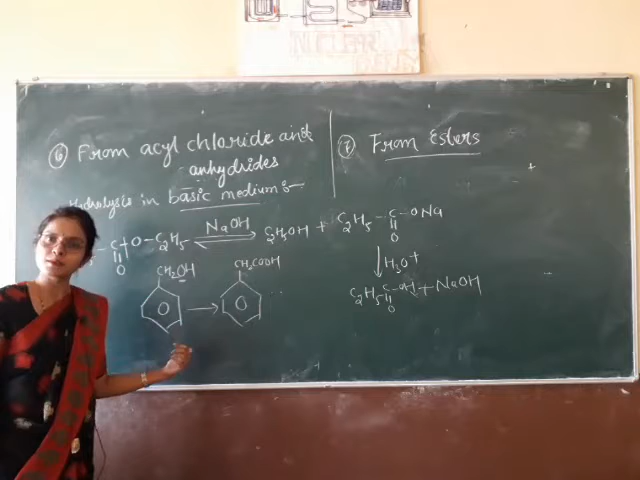 NUCLEAR
⑥ From acyl chloride and
anhydrides
⑦ From Esters
Hydrolysis in basic medium :-
-C-O-C₂H₅ NaOH ⇌ C₂H₅OH + C₂H₅-C-ONa
O O
H₃O+
C₂H₅-C-OH + NaOH
O
CH₂OH → CH₂COOH